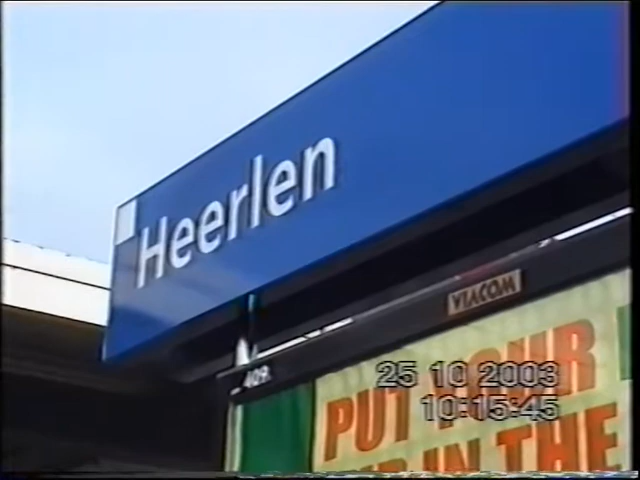 Heerlen
VIACOM
409
PUT YOUR
IN THE
25 10 2003
10:15:45